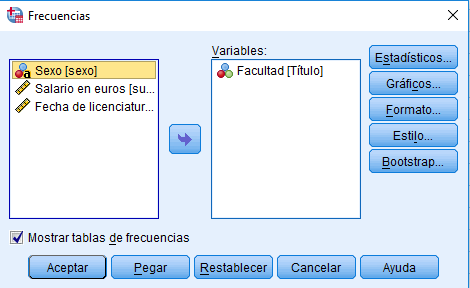 Frecuencias
Variables:
Sexo [sexo]
Salario en euros [su...
Fecha de licenciatur...
Facultad [Título]
Estadísticos...
Gráficos...
Formato...
Estilo...
Bootstrap...
Mostrar tablas de frecuencias
Aceptar
Pegar
Restablecer
Cancelar
Ayuda